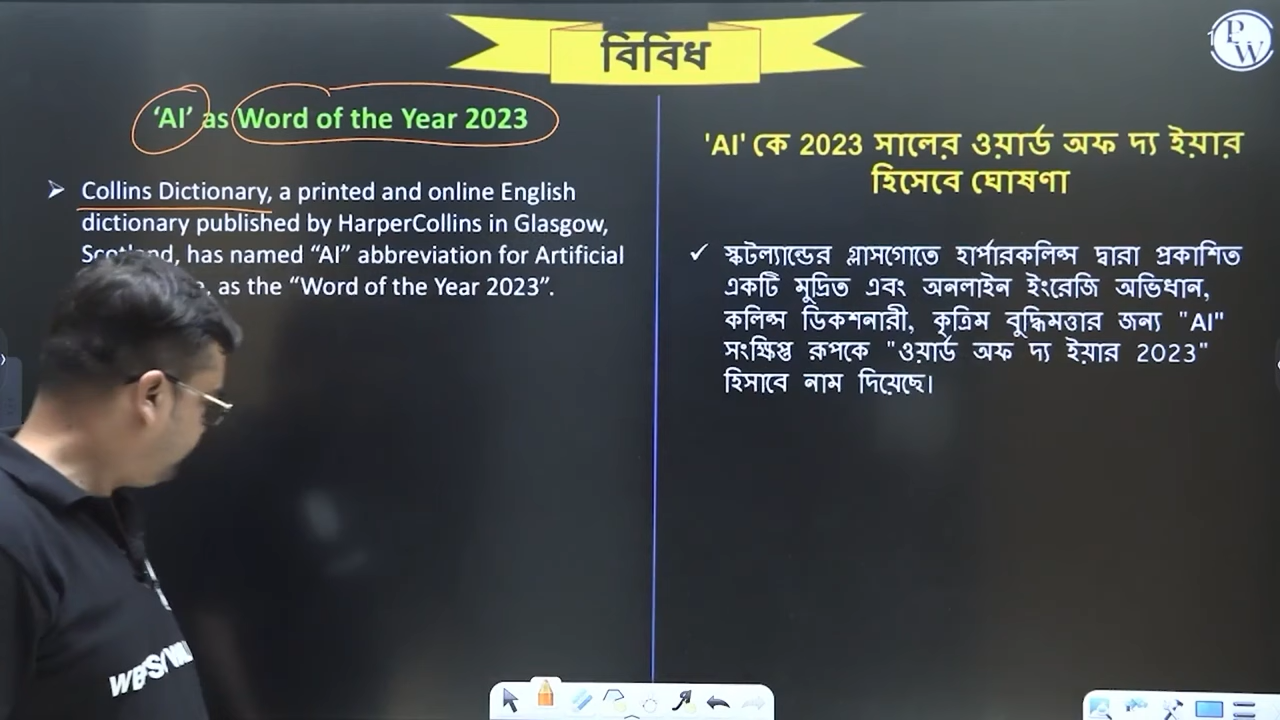 বিবিধ
PW
'AI' as Word of the Year 2023
➤ Collins Dictionary, a printed and online English
dictionary published by HarperCollins in Glasgow,
has named “AI” abbreviation for Artificial
as the “Word of the Year 2023”.
'AI' কে 2023 সালের ওয়ার্ড অফ দ্য ইয়ার
হিসেবে ঘোষণা
✓ স্কটল্যান্ডের গ্লাসগোতে হার্পারকলিন্স দ্বারা প্রকাশিত
একটি মুদ্রিত এবং অনলাইন ইংরেজি অভিধান,
কলিন্স ডিকশনারী, কৃত্রিম বুদ্ধিমত্তার জন্য "AI"
সংক্ষিপ্ত রূপকে "ওয়ার্ড অফ দ্য ইয়ার 2023"
হিসাবে নাম দিয়েছে।